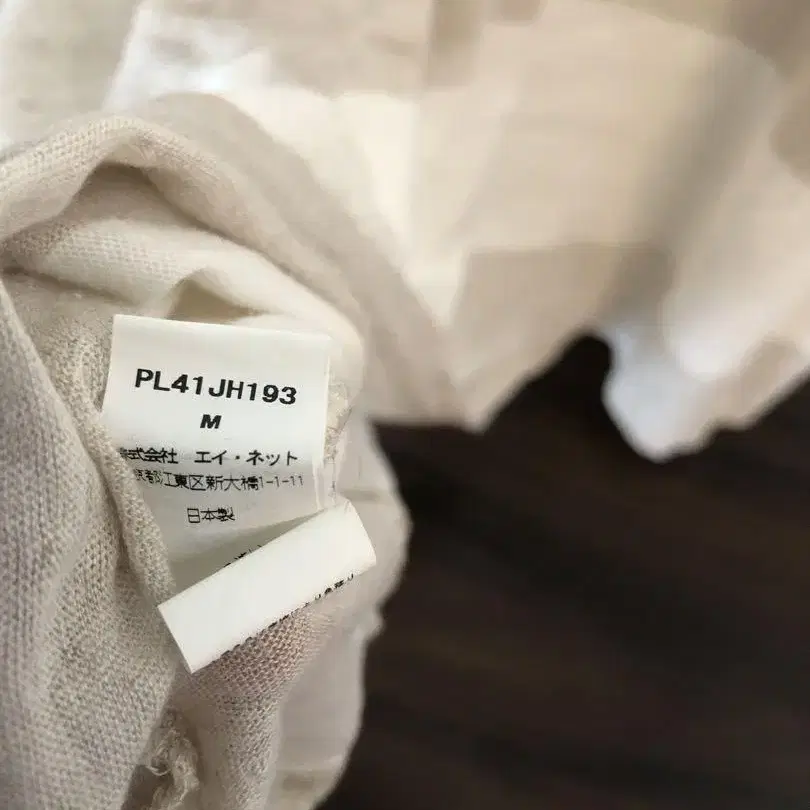 PL41JH193
M
式会社 エイ・ネット
京都江東区新大橋1-1-11
日本製